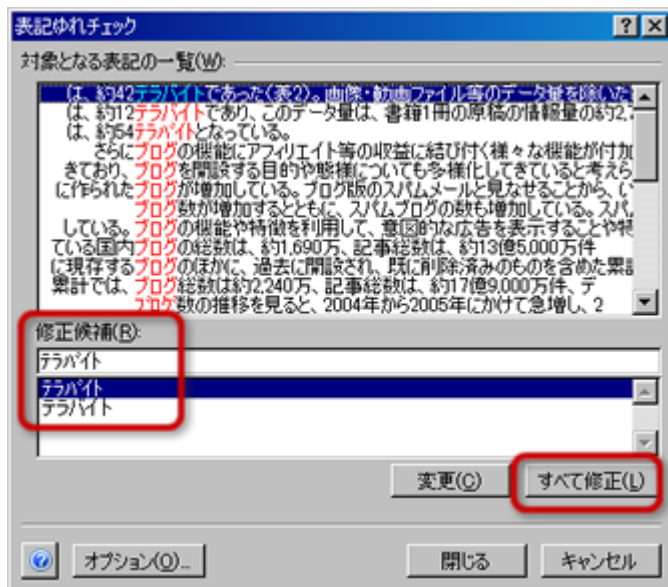 表記ゆれチェック
対象となる表記の一覧(W):
は、約42テラバイトであった(表2)。画像・動画ファイル等のデータ量を除いた
は、約12テラバイトであり、このデータ量は、書籍1冊の原稿の情報量の約2.7
は、約54テラバイトとなっている。
さらにブログの機能にアフィリエイト等の収益に結び付く様々な機能が付加
きており、ブログを開設する目的や態様についても多様化してきていると考えら
に作られたブログが増加している。ブログ版のスパムメールと見なせることから、い
ブログ数が増加するとともに、スパムブログの数も増加している。スパ
している。ブログの機能や特徴を利用して、意図的な広告を表示することや特
ている国内ブログの総数は、約1,690万、記事総数は、約13億5,000万件
に現存するブログのほかに、過去に開設され、既に削除済みのものを含めた累計
累計では、ブログ総数は約2,240万、記事総数は、約17億9,000万件、デ
ブログ数の推移を見ると、2004年から2005年にかけて急増し、2
修正候補(R):
テラバイト
テラバイト
テラバイト
変更(C) すべて修正(L)
オプション(O)... 閉じる キャンセル